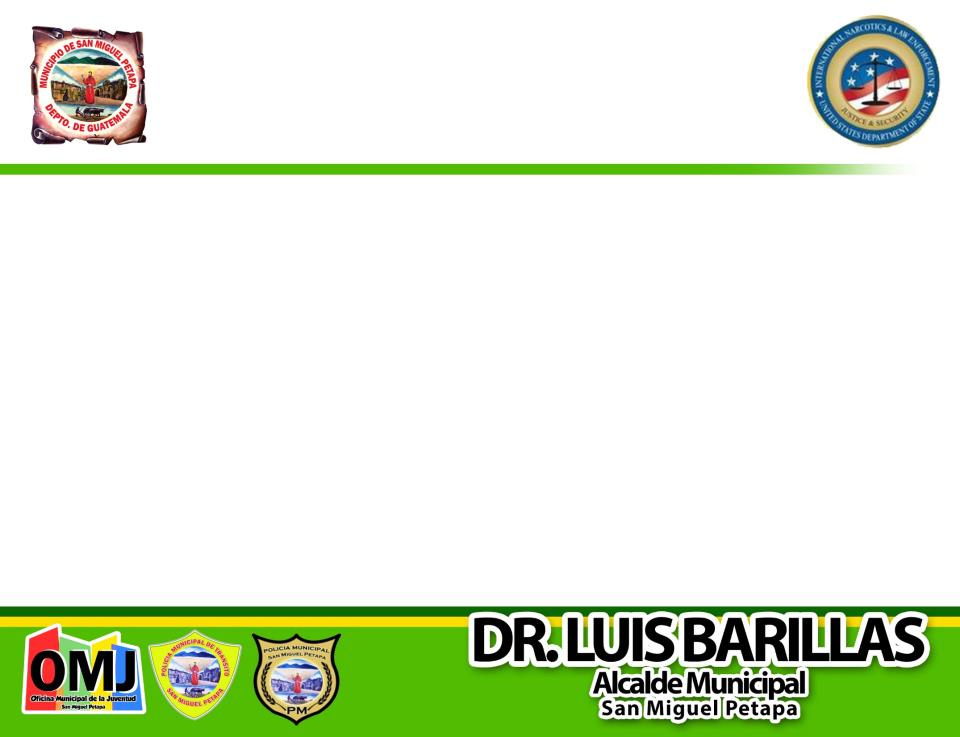 MUNICIPIO DE SAN MIGUEL PETAPA
DEPTO. DE GUATEMALA
INTERNATIONAL NARCOTICS & LAW ENFORCEMENT
JUSTICE & SECURITY
UNITED STATES DEPARTMENT OF STATE
OMJ
Oficina Municipal de la Juventud
San Miguel Petapa
POLICIA MUNICIPAL DE TRANSITO
SAN MIGUEL PETAPA
POLICIA MUNICIPAL
SAN MIGUEL PETAPA
PM
DR. LUIS BARILLAS
Alcalde Municipal
San Miguel Petapa